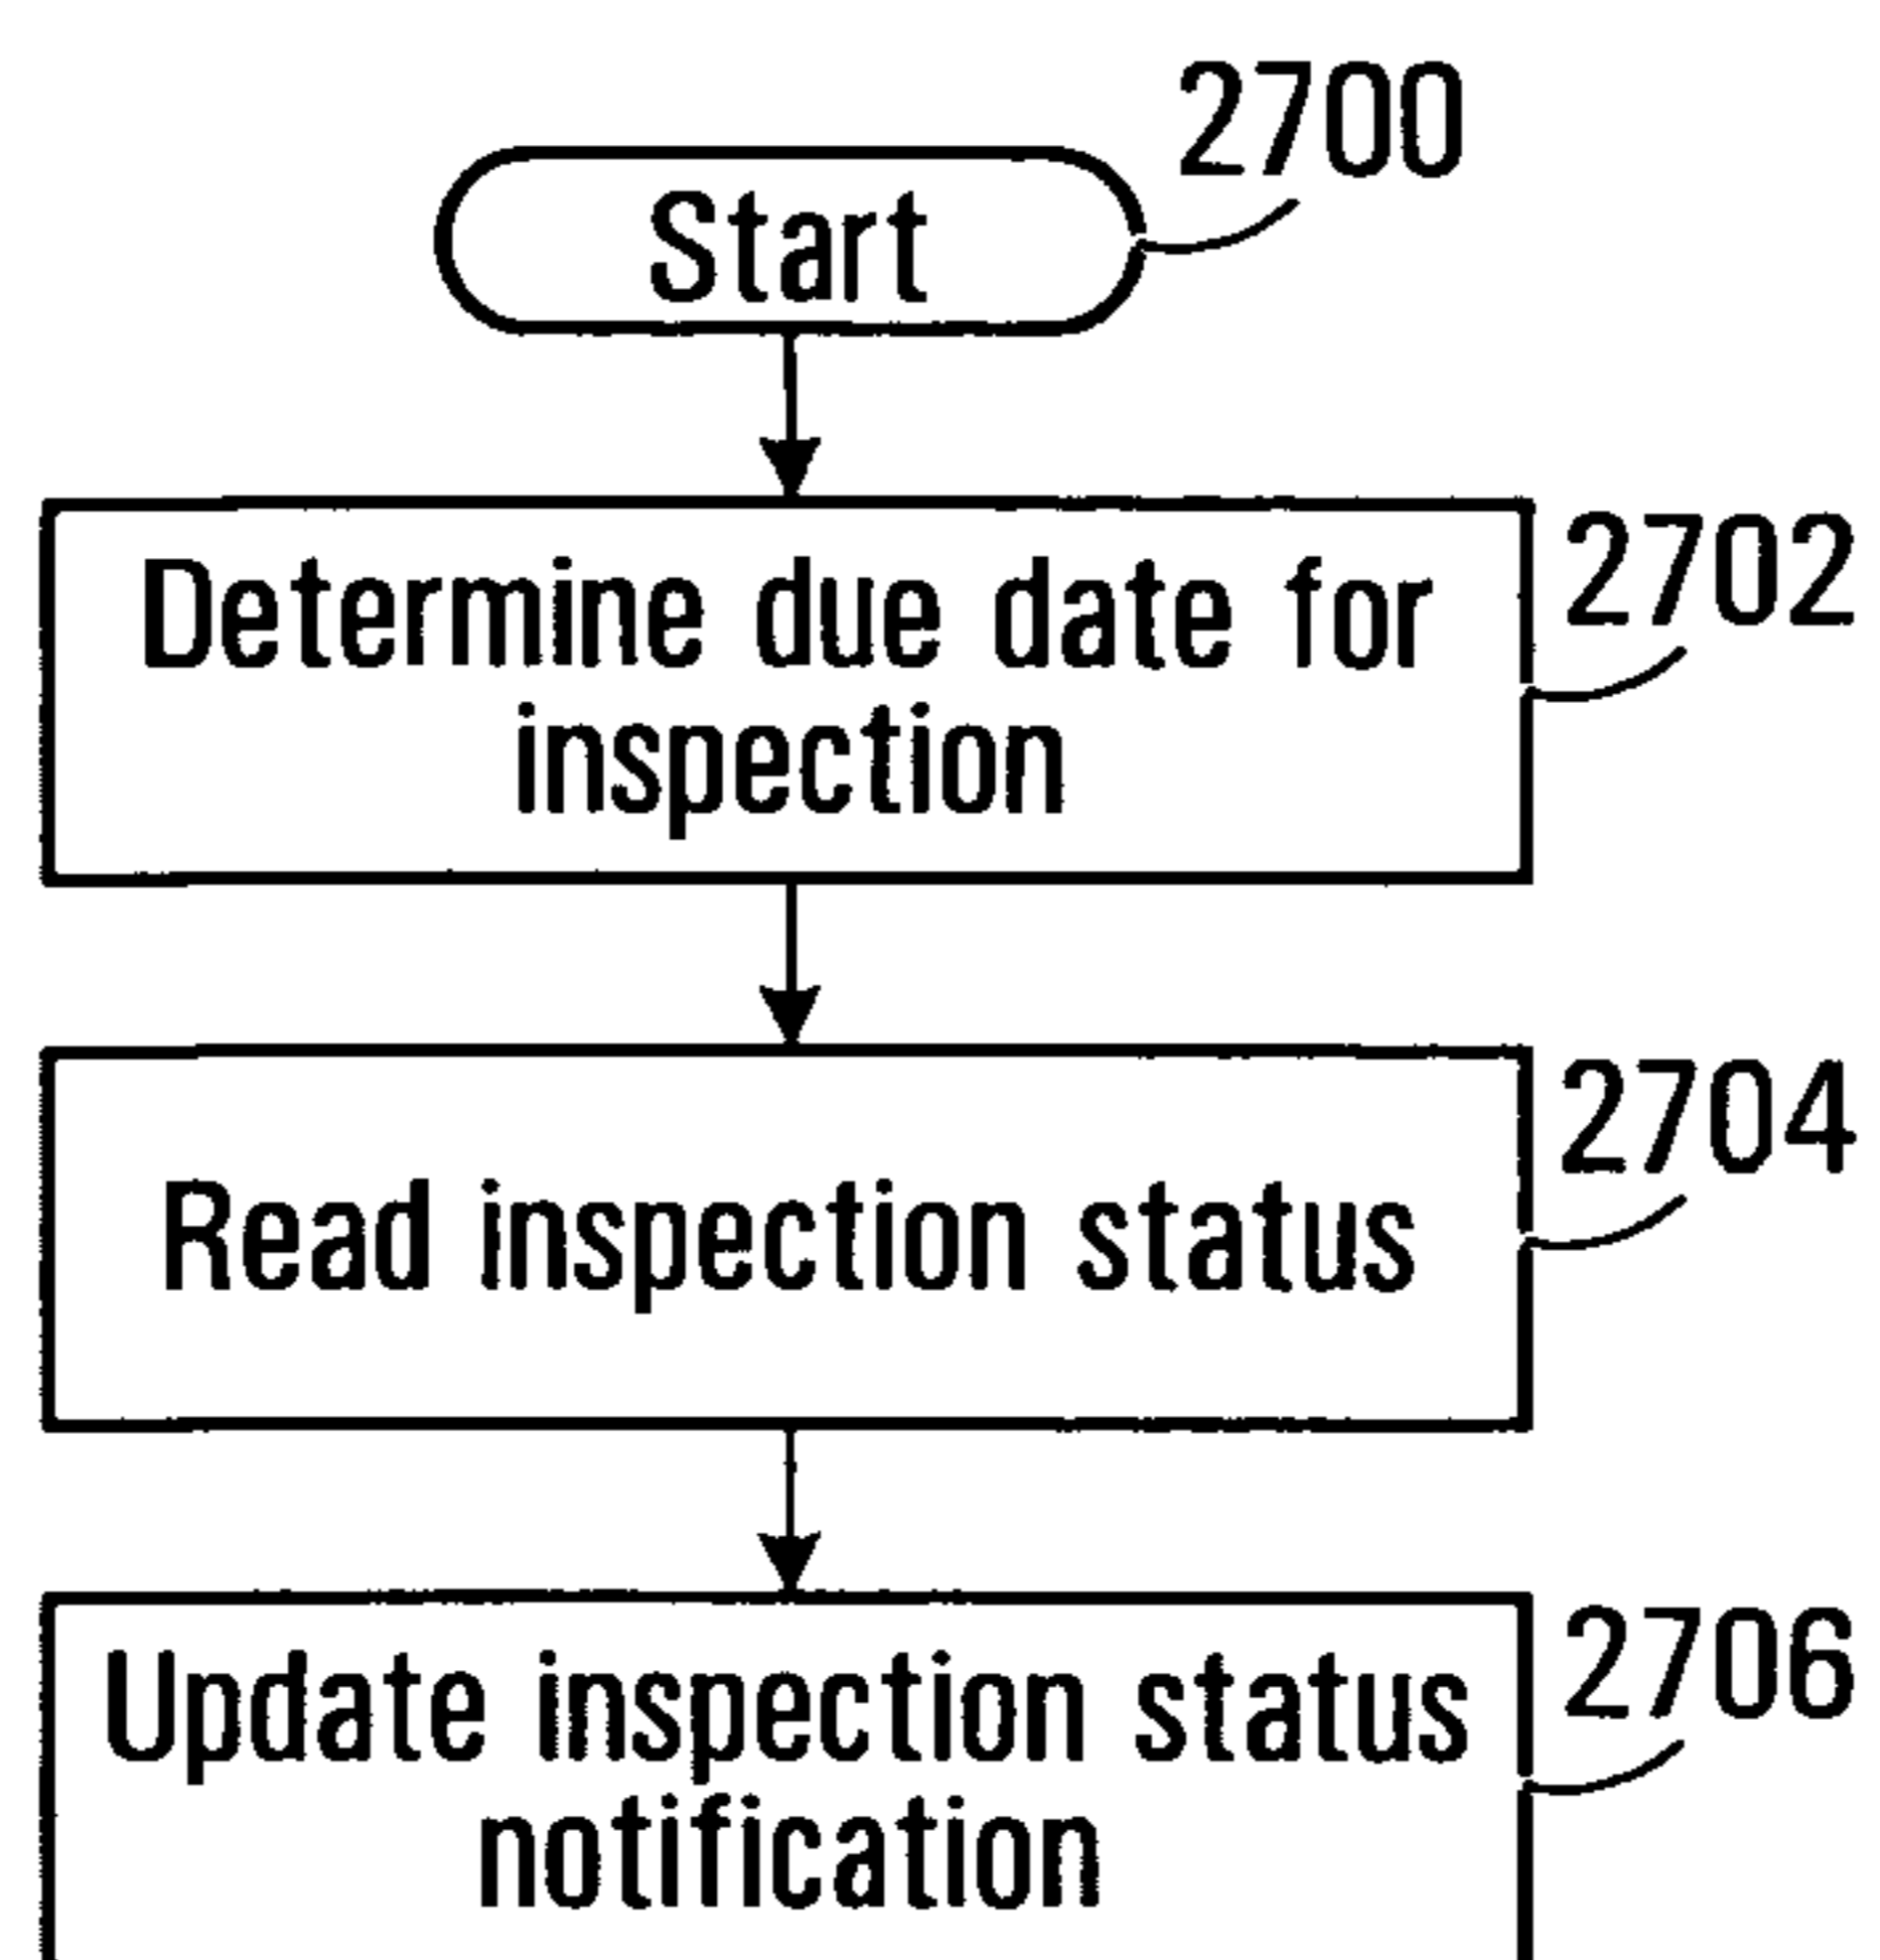 2700
Start
Determine due date for
inspection
2702
Read inspection status
2704
Update inspection status
notification
2706